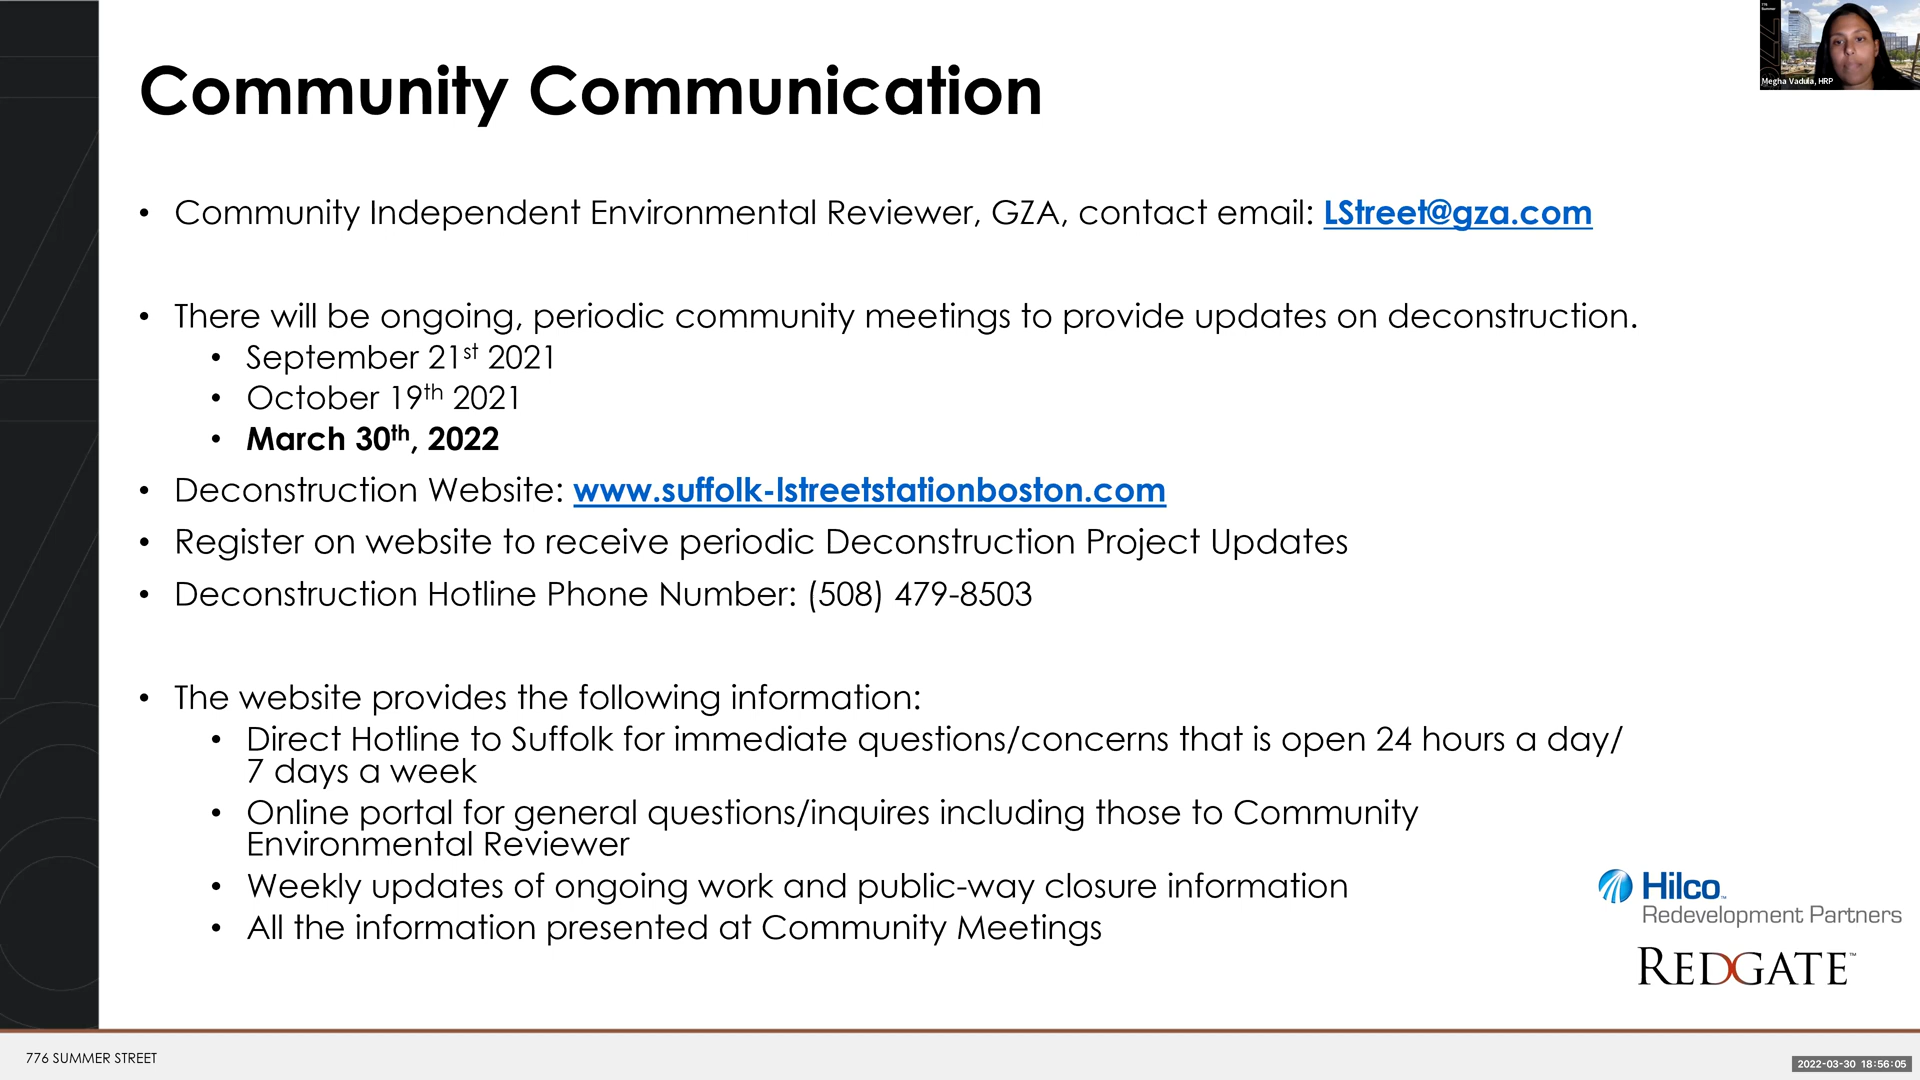 Community Communication
• Community Independent Environmental Reviewer, GZA, contact email: LStreet@gza.com
• There will be ongoing, periodic community meetings to provide updates on deconstruction.
• September 21st 2021
• October 19th 2021
• March 30th, 2022
• Deconstruction Website: www.suffolk-lstreetstationboston.com
• Register on website to receive periodic Deconstruction Project Updates
• Deconstruction Hotline Phone Number: (508) 479-8503
• The website provides the following information:
• Direct Hotline to Suffolk for immediate questions/concerns that is open 24 hours a day/
7 days a week
• Online portal for general questions/inquires including those to Community
Environmental Reviewer
• Weekly updates of ongoing work and public-way closure information
• All the information presented at Community Meetings
Megha Vadula, HRP
Hilco™
Redevelopment Partners
REDGATE™
776 SUMMER STREET
2022-03-30 18:56:05